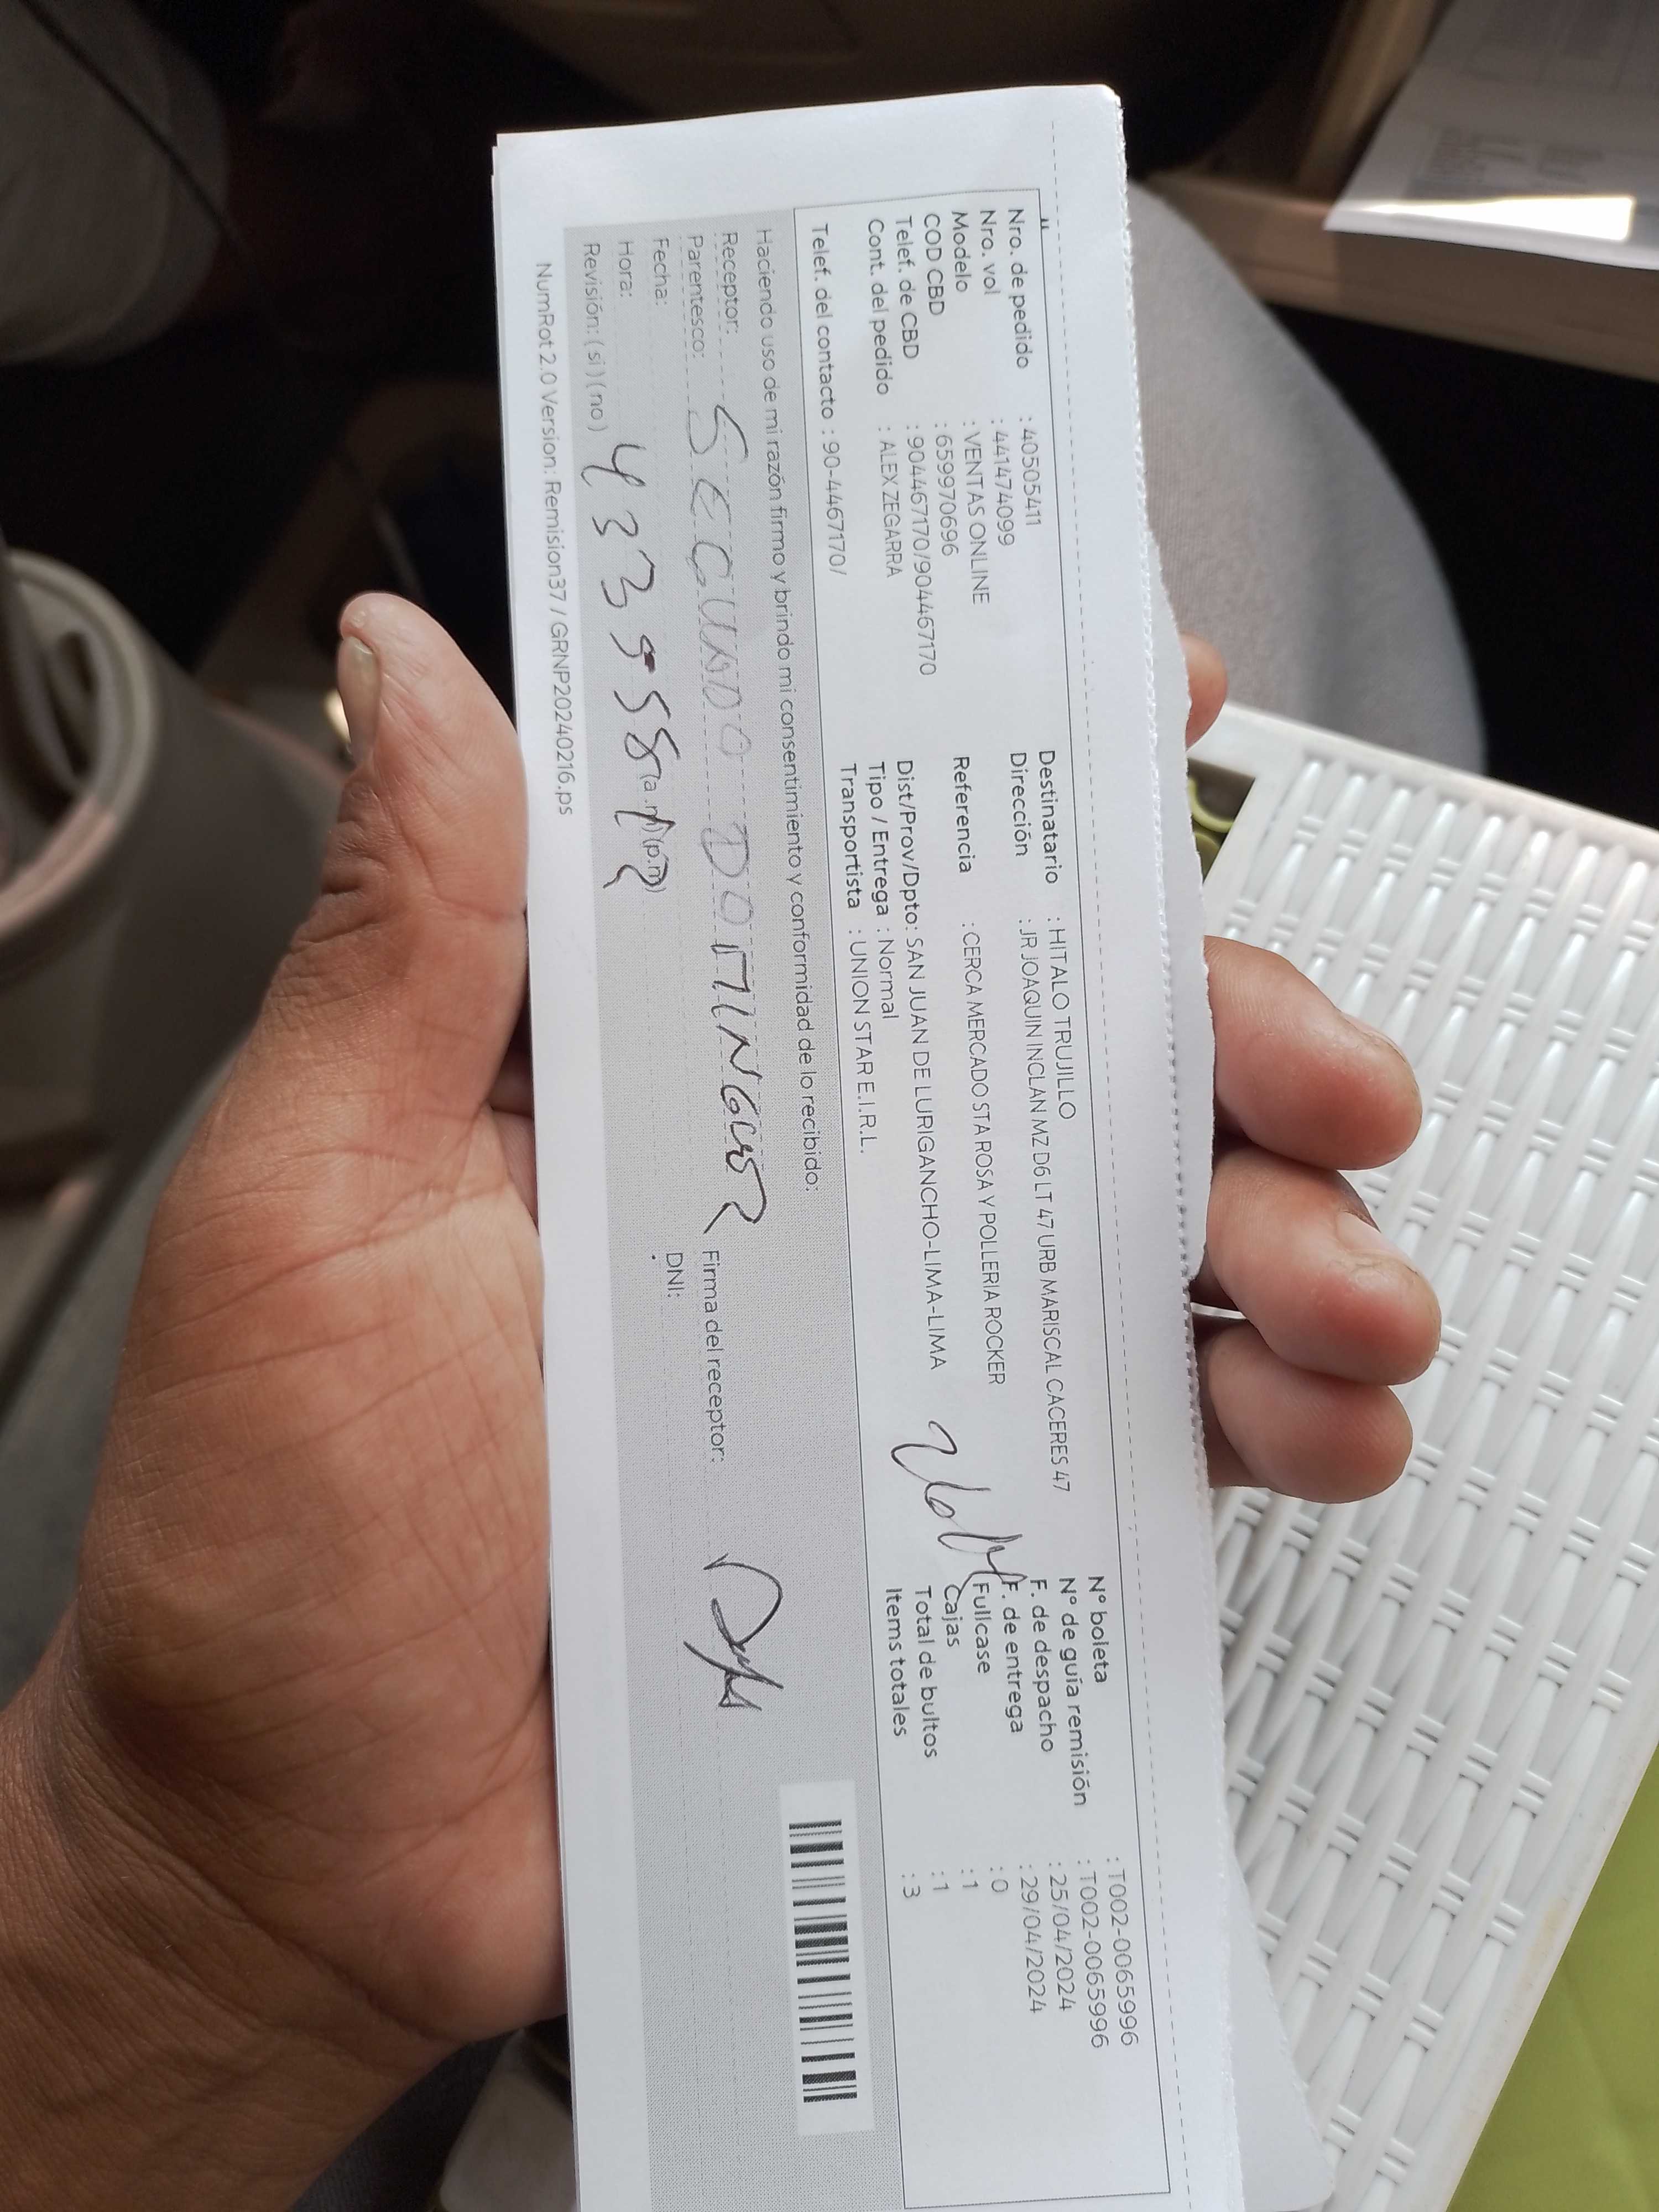 Nro. de pedido : 40505411
Nro. vol : 441474099
Modelo : VENTAS ONLINE
COD CBD : 659970696
Telef. de CBD : 904467170/904467170
Cont. del pedido : ALEX ZEGARRA
Telef. del contacto : 90-4467170/
Destinatario : HITALO TRUJILLO
Dirección : JR JOAQUIN INCLAN MZ D6 LT 47 URB MARISCAL CACERES 47
Referencia : CERCA MERCADO STA ROSA Y POLLERIA ROCKER
Dist/Prov/Dpto: SAN JUAN DE LURIGANCHO-LIMA-LIMA
Tipo / Entrega : Normal
Transportista : UNION STAR E.I.R.L.
N° boleta : T002-0065996
N° de guía remisión : T002-0065996
F. de despacho : 25/04/2024
F. de entrega : 29/04/2024
Fullcase : 0
Cajas : 1
Total de bultos : 1
Items totales : 3
Haciendo uso de mi razón firmo y brindo mi consentimiento y conformidad de lo recibido:
Receptor:
Parentesco: SEGUNDO
Firma del receptor:
Fecha:
DNI:
Hora: (a.m) (p.m)
Revisión: ( si ) ( no )
NumRot 2.0 Version: Remision37 / GRNP20240216.ps